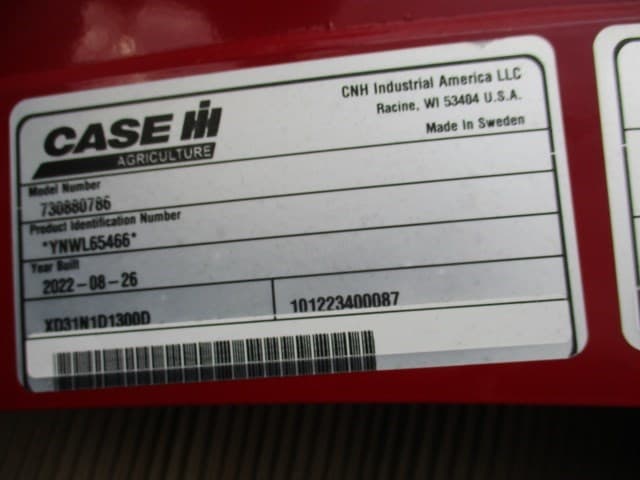 CASE IH
AGRICULTURE
CNH Industrial America LLC
Racine, WI 53404 U.S.A.
Made in Sweden
Model Number
730880786
Product Identification Number
*YNWL65466*
Year Built
2022-08-26
XD31N1D1300D
101223400087